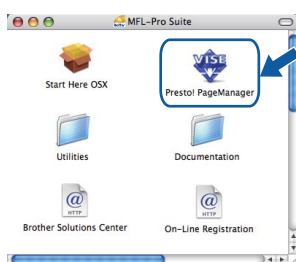 MFL-Pro Suite
VISE
Start Here OSX
Presto! PageManager
Utilities
Documentation
@
HTTP
@
HTTP
Brother Solutions Center
On-Line Registration